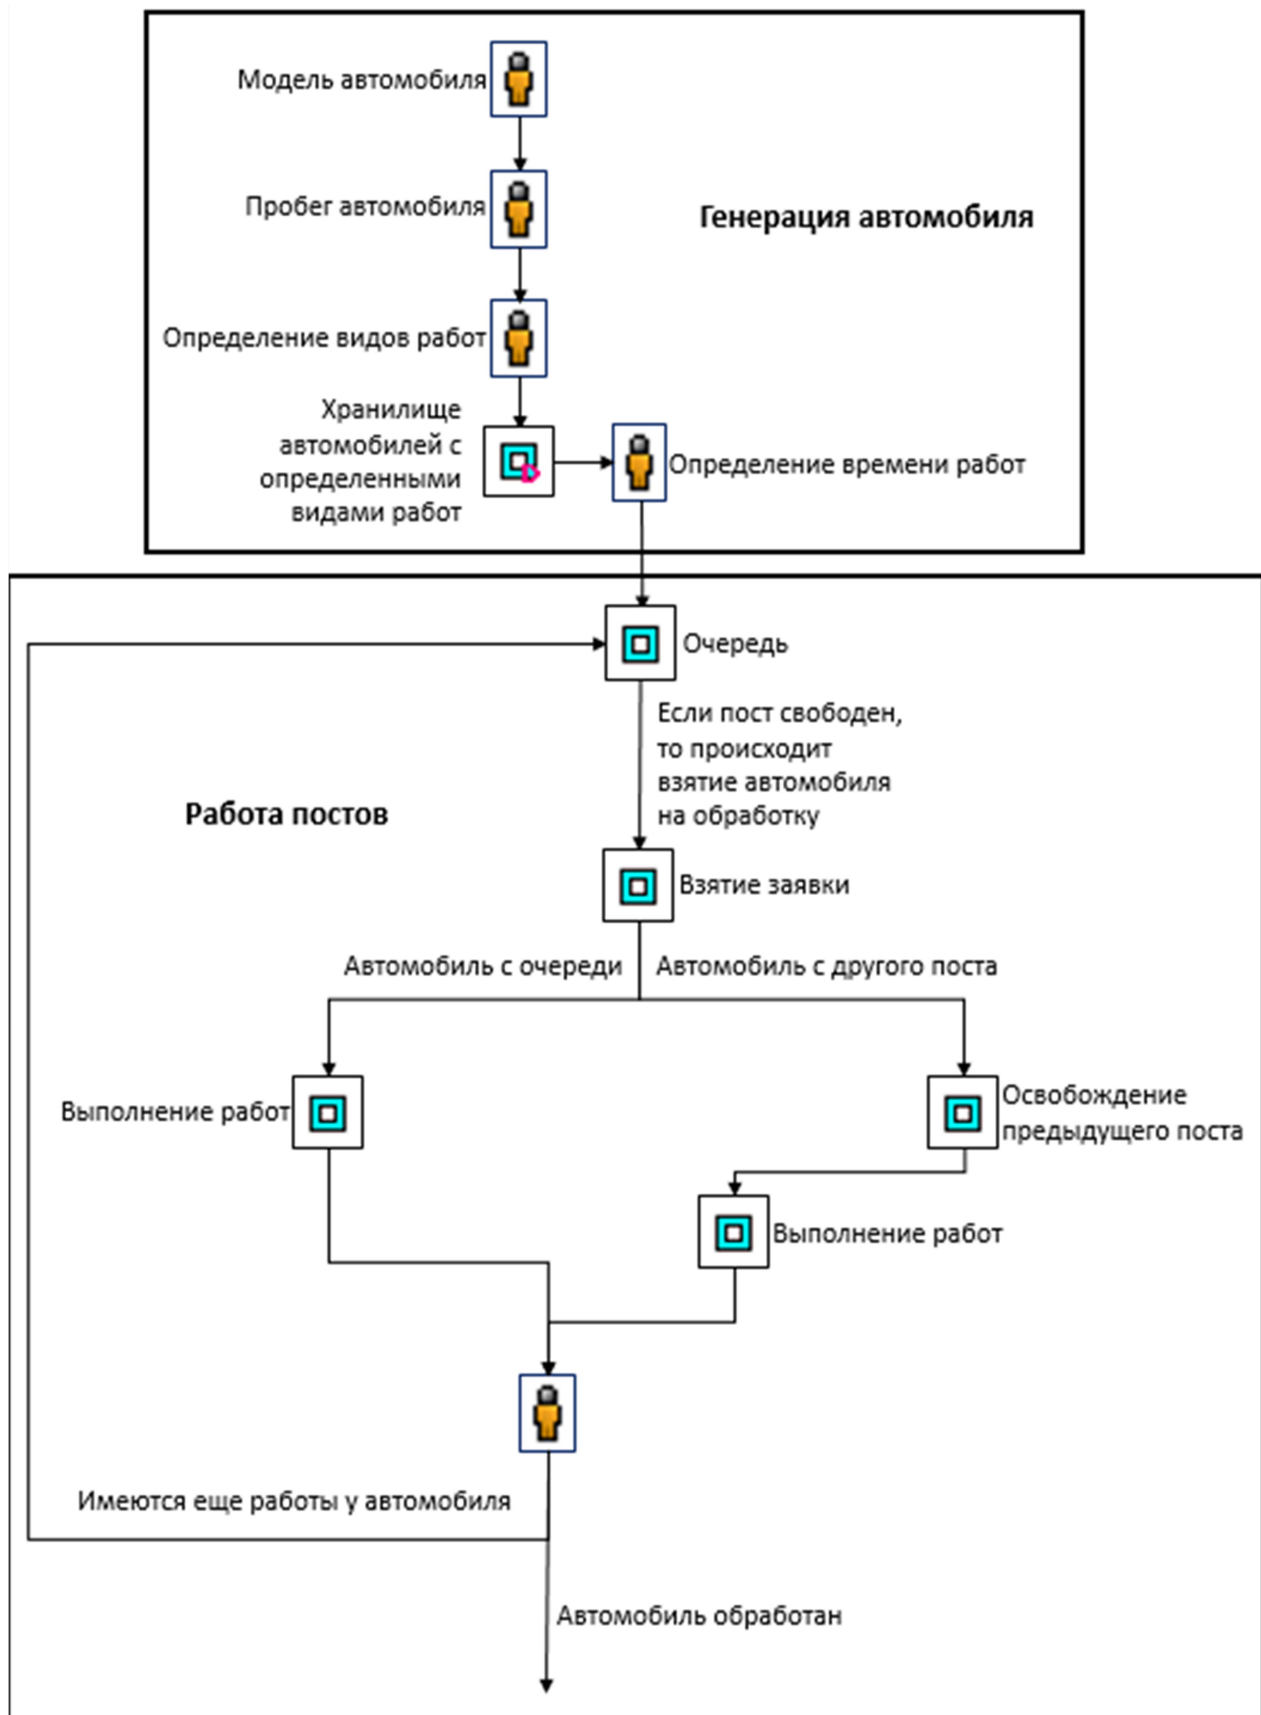 Модель автомобиля
Пробег автомобиля
Генерация автомобиля
Определение видов работ
Хранилище
автомобилей с
определенными
видами работ
Определение времени работ
Очередь
Если пост свободен,
то происходит
взятие автомобиля
на обработку
Работа постов
Взятие заявки
Автомобиль с очереди
Автомобиль с другого поста
Выполнение работ
Освобождение
предыдущего поста
Выполнение работ
Имеются еще работы у автомобиля
Автомобиль обработан